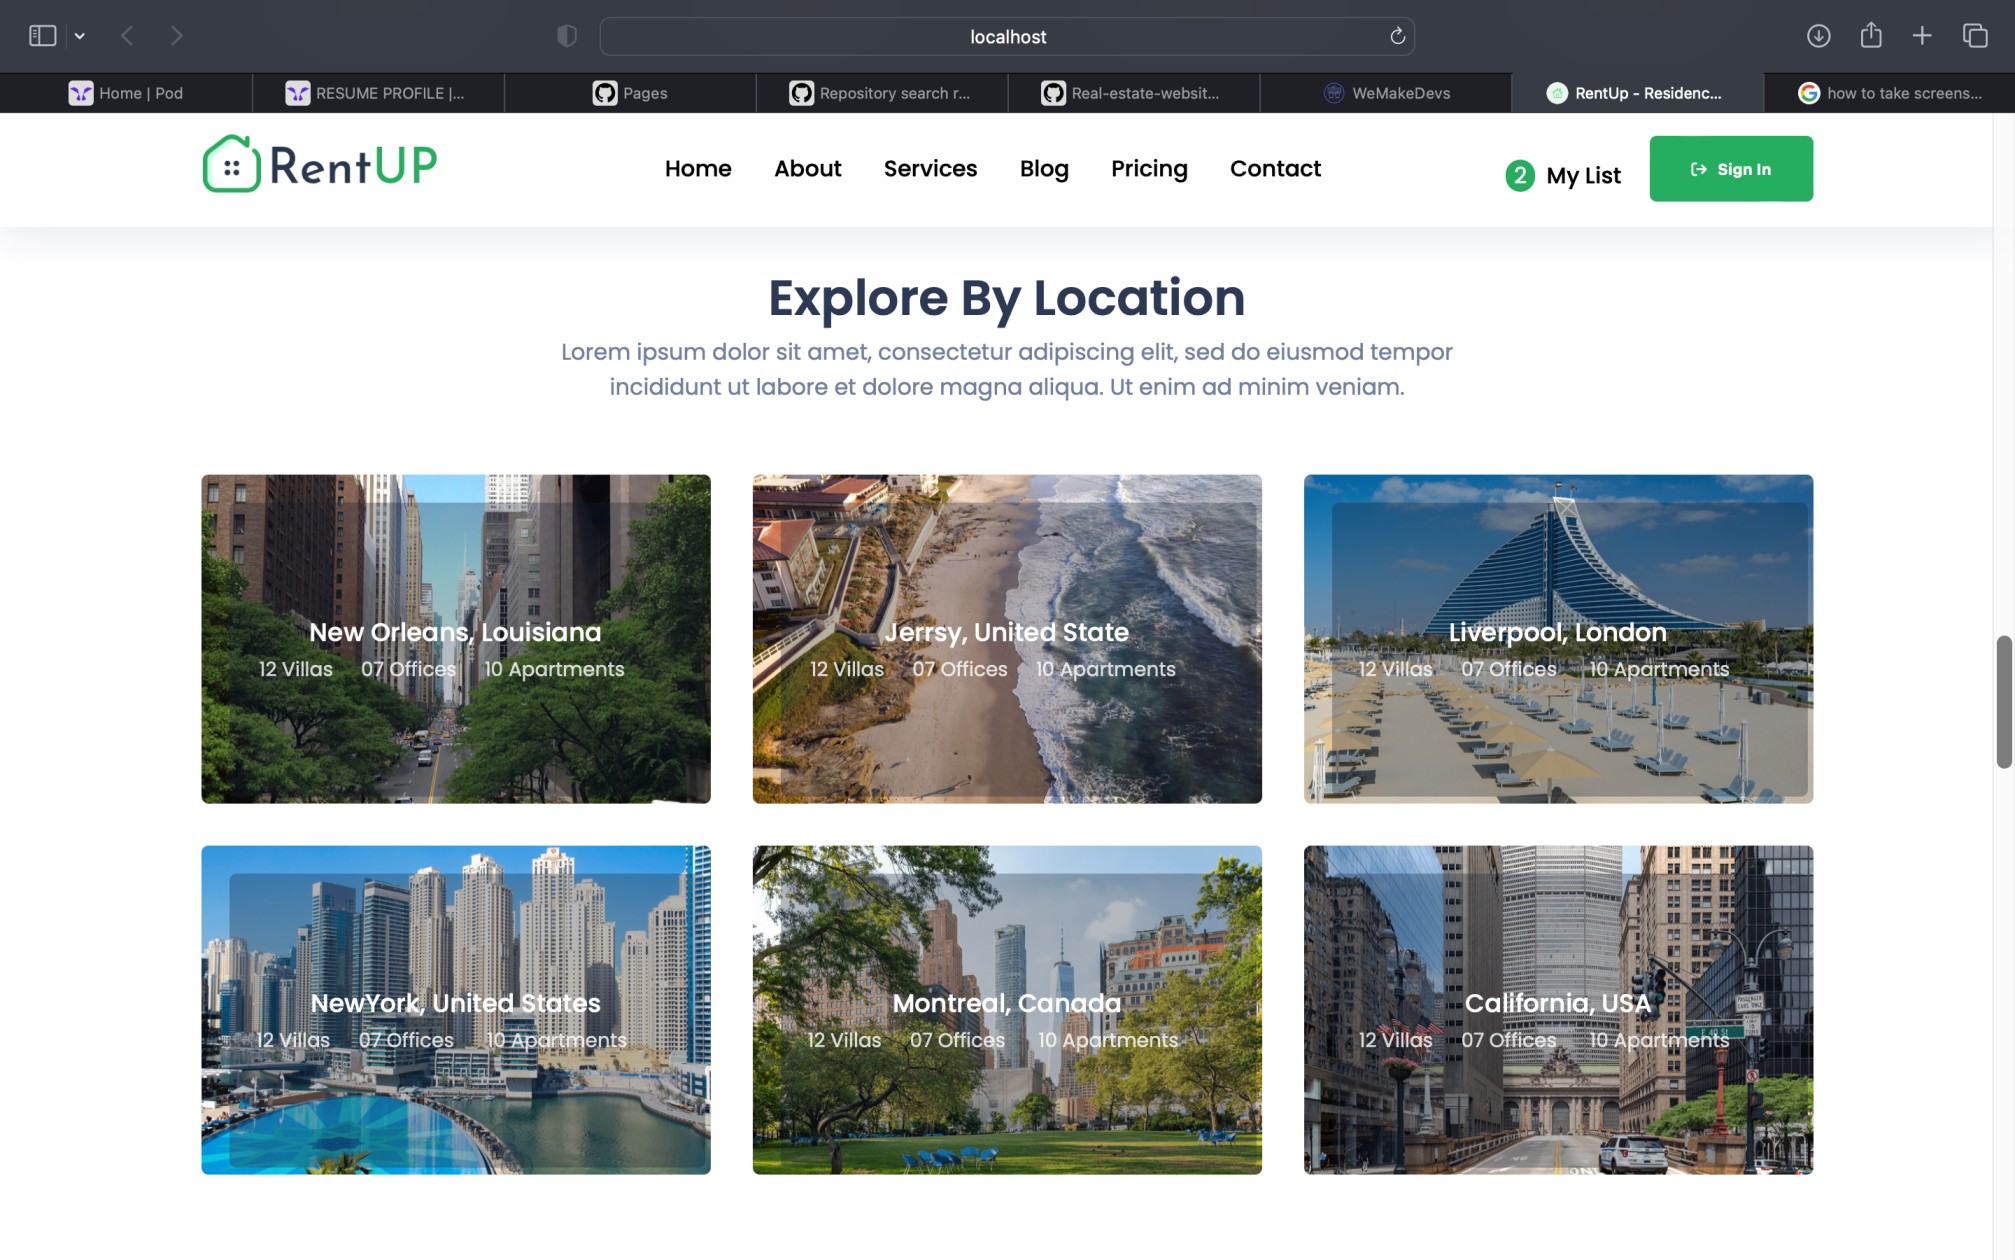 localhost
Home | Pod
RESUME PROFILE |...
Pages
Repository search r...
Real-estate-websit...
WeMakeDevs
RentUp - Residenc...
how to take screens...
RentUP
Home
About
Services
Blog
Pricing
Contact
2
My List
Sign In
Explore By Location
Lorem ipsum dolor sit amet, consectetur adipiscing elit, sed do eiusmod tempor
incididunt ut labore et dolore magna aliqua. Ut enim ad minim veniam.
New Orleans, Louisiana
12 Villas 07 Offices 10 Apartments
Jerrsy, United State
12 Villas 07 Offices 10 Apartments
Liverpool, London
12 Villas 07 Offices 10 Apartments
NewYork, United States
12 Villas 07 Offices 10 Apartments
Montreal, Canada
12 Villas 07 Offices 10 Apartments
California, USA
12 Villas 07 Offices 10 Apartments
E 40 St